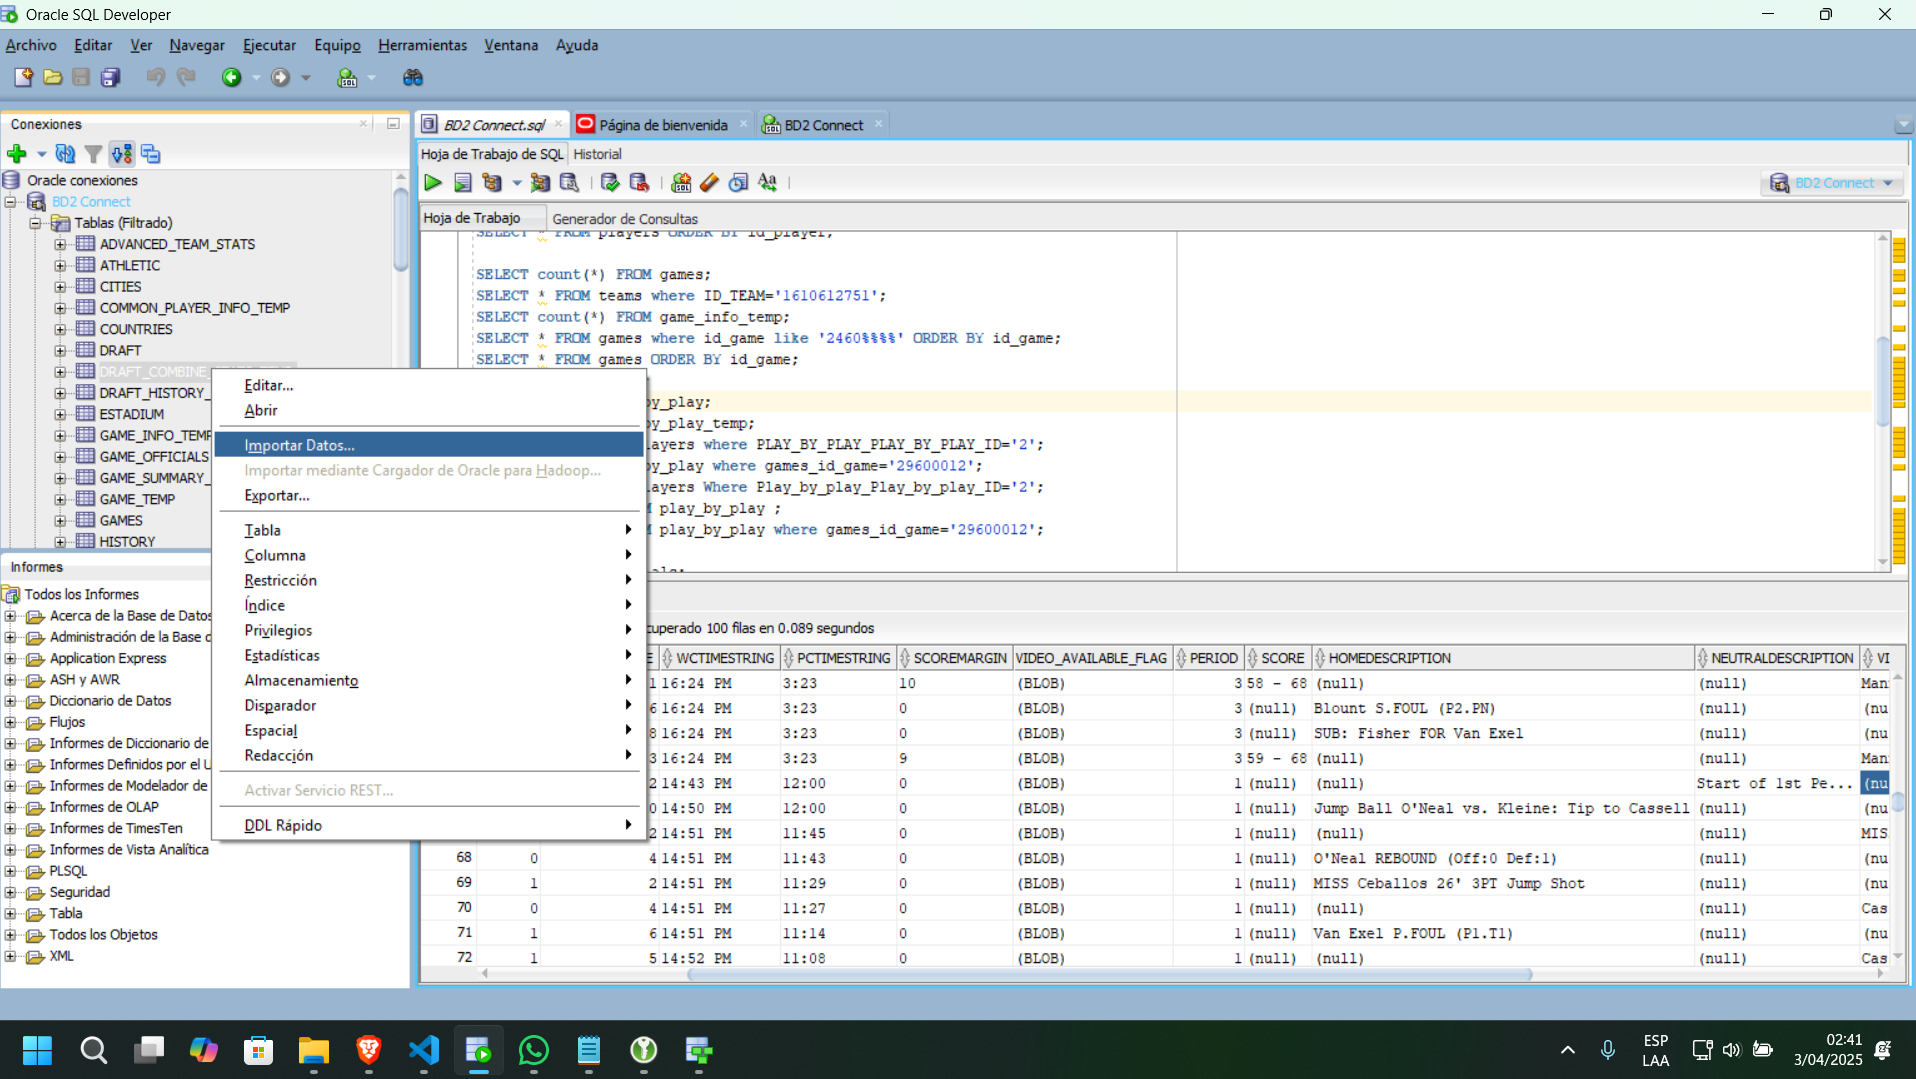 Oracle SQL Developer
Archivo Editar Ver Navegar Ejecutar Equipo Herramientas Ventana Ayuda
Conexiones
Oracle conexiones
BD2 Connect
Tablas (Filtrado)
ADVANCED_TEAM_STATS
ATHLETIC
CITIES
COMMON_PLAYER_INFO_TEMP
COUNTRIES
DRAFT
DRAFT_COMBINE_
DRAFT_HISTORY_
ESTADIUM
GAME_INFO_TEMP
GAME_OFFICIALS
GAME_SUMMARY_
GAME_TEMP
GAMES
HISTORY
Informes
Todos los Informes
Acerca de la Base de Datos
Administración de la Base d
Application Express
ASH y AWR
Diccionario de Datos
Flujos
Informes de Diccionario de
Informes Definidos por el U
Informes de Modelador de
Informes de OLAP
Informes de TimesTen
Informes de Vista Analítica
PLSQL
Seguridad
Tabla
Todos los Objetos
XML
Editar...
Abrir
Importar Datos...
Importar mediante Cargador de Oracle para Hadoop...
Exportar...
Tabla
Columna
Restricción
Índice
Privilegios
Estadísticas
Almacenamiento
Disparador
Espacial
Redacción
Activar Servicio REST...
DDL Rápido
BD2 Connect.sql Página de bienvenida BD2 Connect
Hoja de Trabajo de SQL Historial
BD2 Connect
Hoja de Trabajo Generador de Consultas
SELECT * FROM players ORDER BY id_player;
SELECT count(*) FROM games;
SELECT * FROM teams where ID_TEAM='1610612751';
SELECT count(*) FROM game_info_temp;
SELECT * FROM games where id_game like '2460%%%%' ORDER BY id_game;
SELECT * FROM games ORDER BY id_game;
by_play;
by_play_temp;
ayers where PLAY_BY_PLAY_PLAY_BY_PLAY_ID='2';
by_play where games_id_game='29600012';
ayers Where Play_by_play_Play_by_play_ID='2';
play_by_play ;
play_by_play where games_id_game='29600012';
als;
cuperado 100 filas en 0.089 segundos
E WCTIMESTRING PCTIMESTRING SCOREMARGIN VIDEO_AVAILABLE_FLAG PERIOD SCORE HOMEDESCRIPTION NEUTRALDESCRIPTION VI
1 16:24 PM 3:23 10 (BLOB) 3 58 - 68 (null) (null) Man
6 16:24 PM 3:23 0 (BLOB) 3 (null) Blount S.FOUL (P2.PN) (null) (nu
8 16:24 PM 3:23 0 (BLOB) 3 (null) SUB: Fisher FOR Van Exel (null) (nu
3 16:24 PM 3:23 9 (BLOB) 3 59 - 68 (null) (null) Man
2 14:43 PM 12:00 0 (BLOB) 1 (null) (null) Start of 1st Pe... (nu
0 14:50 PM 12:00 0 (BLOB) 1 (null) Jump Ball O'Neal vs. Kleine: Tip to Cassell (null) (nu
2 14:51 PM 11:45 0 (BLOB) 1 (null) (null) (null) MIS
68 0 4 14:51 PM 11:43 0 (BLOB) 1 (null) O'Neal REBOUND (Off:0 Def:1) (null) (nu
69 1 2 14:51 PM 11:29 0 (BLOB) 1 (null) MISS Ceballos 26' 3PT Jump Shot (null) (nu
70 0 4 14:51 PM 11:27 0 (BLOB) 1 (null) (null) (null) Cas
71 1 6 14:51 PM 11:14 0 (BLOB) 1 (null) Van Exel P.FOUL (P1.T1) (null) (nu
72 1 5 14:52 PM 11:08 0 (BLOB) 1 (null) (null) (null) Cas
ESP
LAA
02:41
3/04/2025